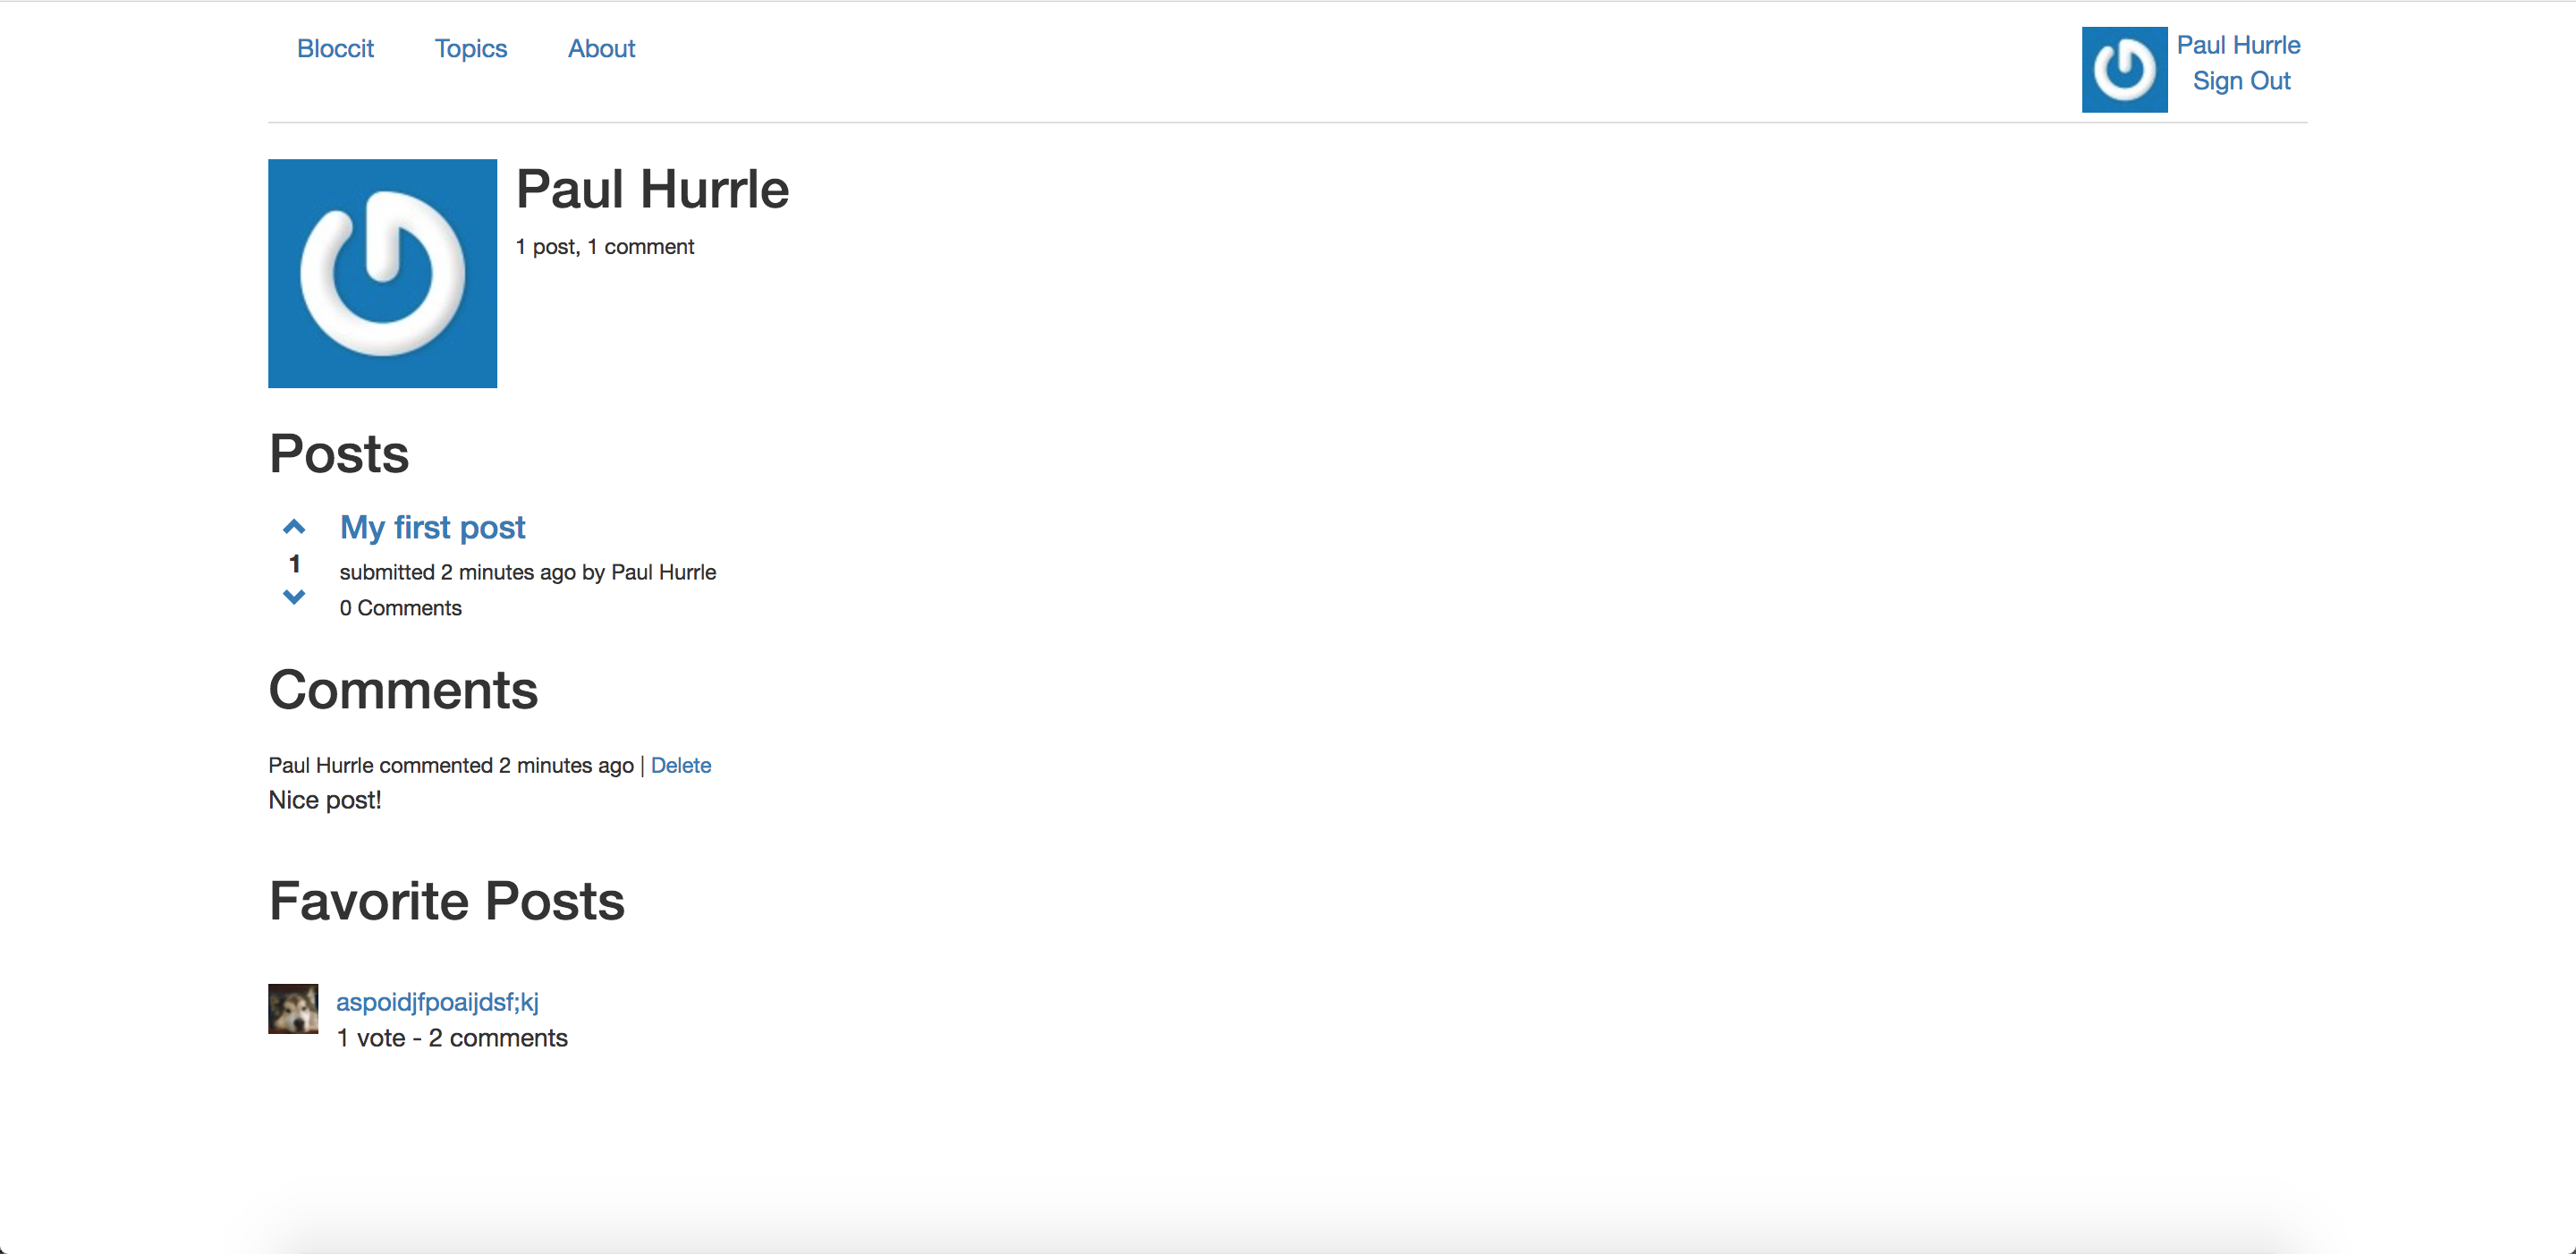 Bloccit Topics About
Paul Hurrle
Sign Out
Paul Hurrle
1 post, 1 comment
Posts
My first post
1
submitted 2 minutes ago by Paul Hurrle
0 Comments
Comments
Paul Hurrle commented 2 minutes ago | Delete
Nice post!
Favorite Posts
aspoidjfpoaijdsf;kj
1 vote - 2 comments